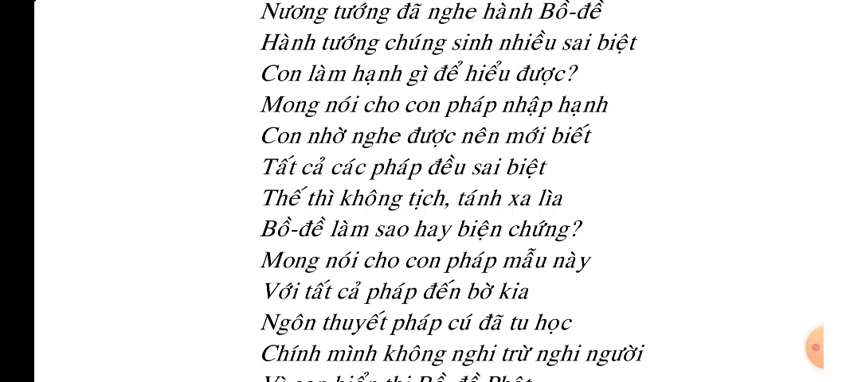 Nương tướng đã nghe hành Bồ-đề
Hành tướng chúng sinh nhiều sai biệt
Con làm hạnh gì để hiểu được?
Mong nói cho con pháp nhập hạnh
Con nhờ nghe được nên mới biết
Tất cả các pháp đều sai biệt
Thế thì không tịch, tánh xa lìa
Bồ-đề làm sao hay biện chứng?
Mong nói cho con pháp mẫu này
Với tất cả pháp đến bờ kia
Ngôn thuyết pháp cú đã tu học
Chính mình không nghi trừ nghi người